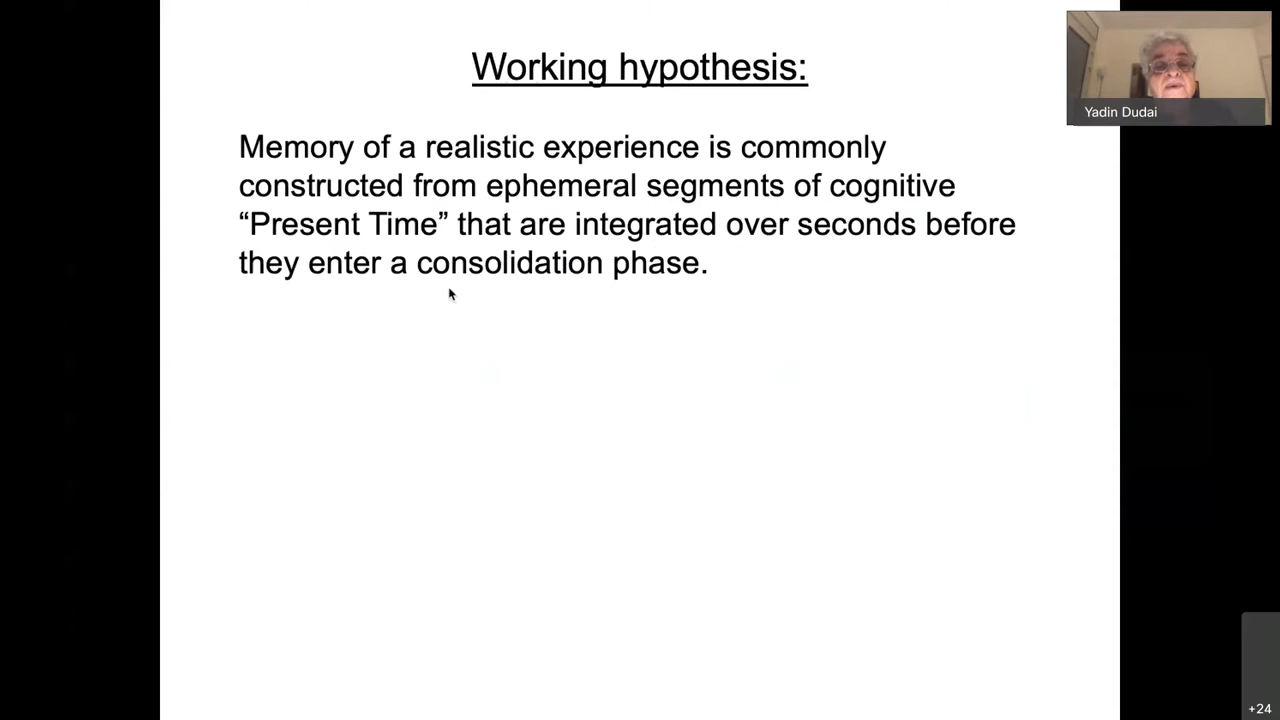 Working hypothesis:
Memory of a realistic experience is commonly
constructed from ephemeral segments of cognitive
“Present Time” that are integrated over seconds before
they enter a consolidation phase.
Yadin Dudai
+24